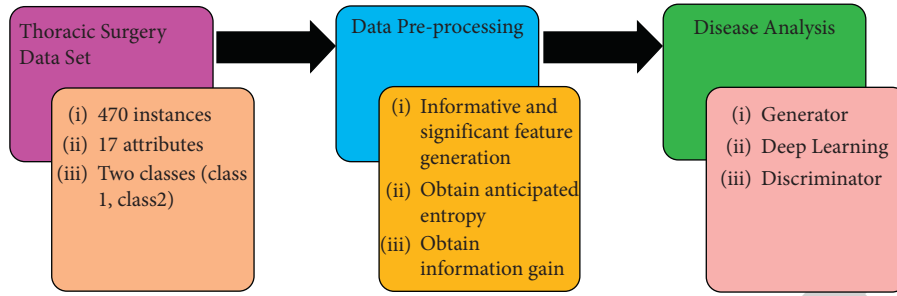 Thoracic Surgery
Data Set
(i) 470 instances
(ii) 17 attributes
(iii) Two classes (class
1, class2)
Data Pre-processing
(i) Informative and
significant feature
generation
(ii) Obtain anticipated
entropy
(iii) Obtain
information gain
Disease Analysis
(i) Generator
(ii) Deep Learning
(iii) Discriminator